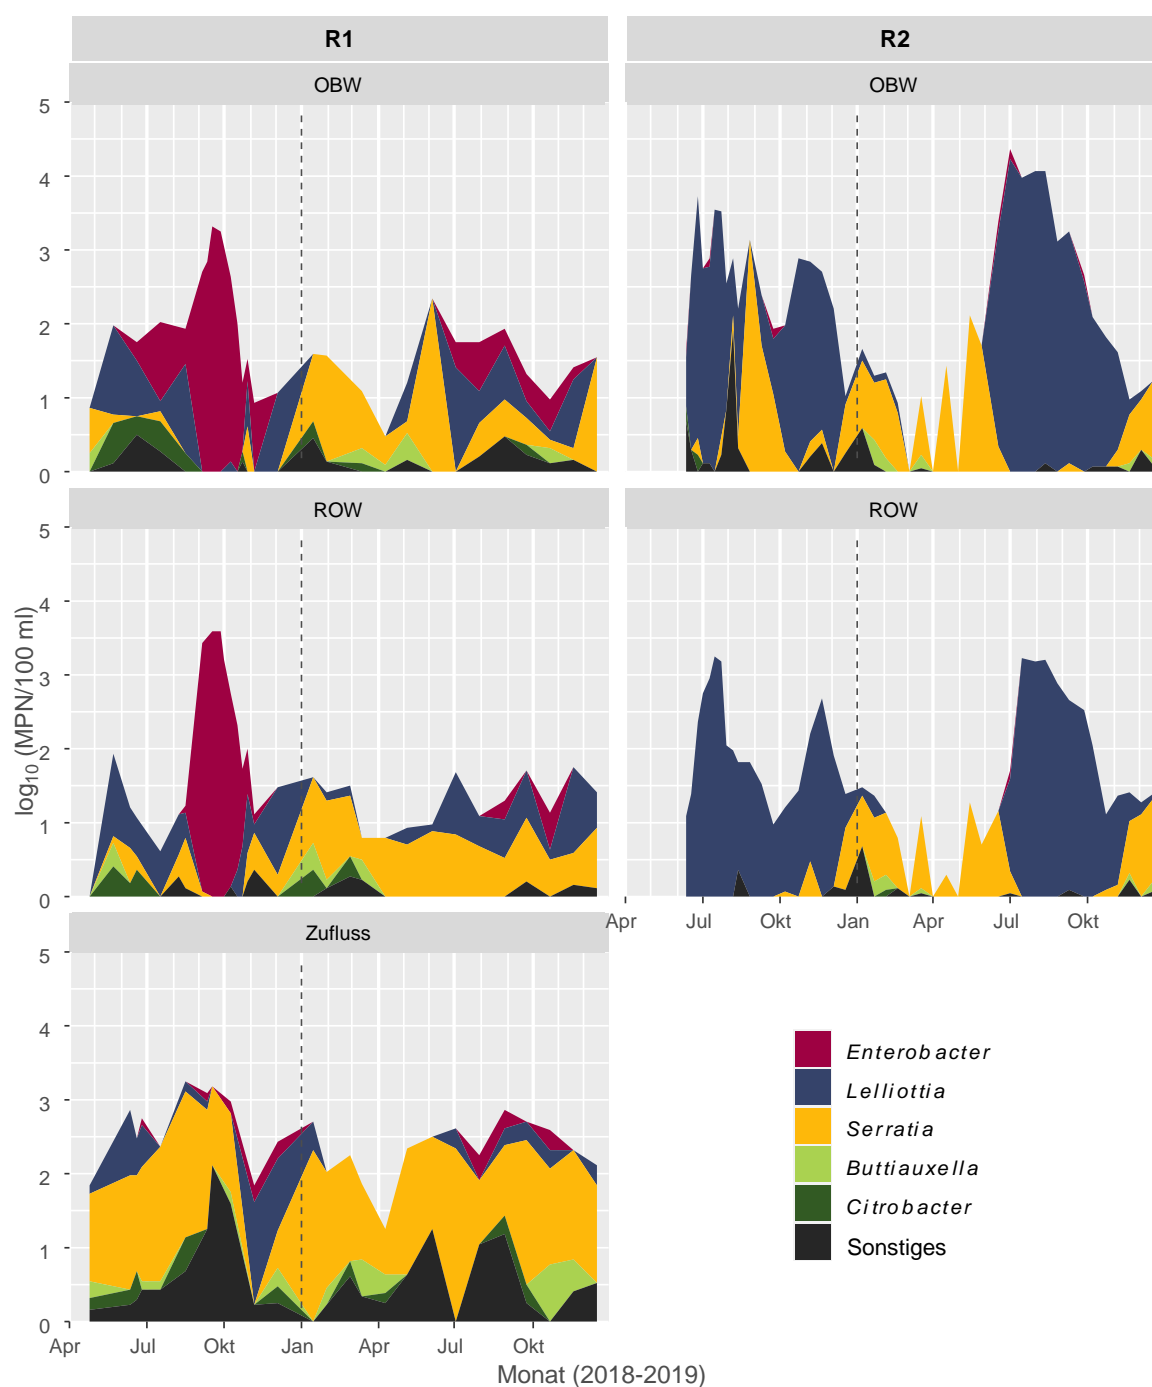 R1
R2
OBW
OBW
5
4
3
2
1
0
ROW
ROW
5
4
3
2
1
0
Apr Jul Okt Jan Apr Jul Okt
Zufluss
5
4
3
2
1
0
Apr Jul Okt Jan Apr Jul Okt
log10 (MPN/100 ml)
Monat (2018-2019)
Enterobacter
Lelliottia
Serratia
Buttiauxella
Citrobacter
Sonstiges